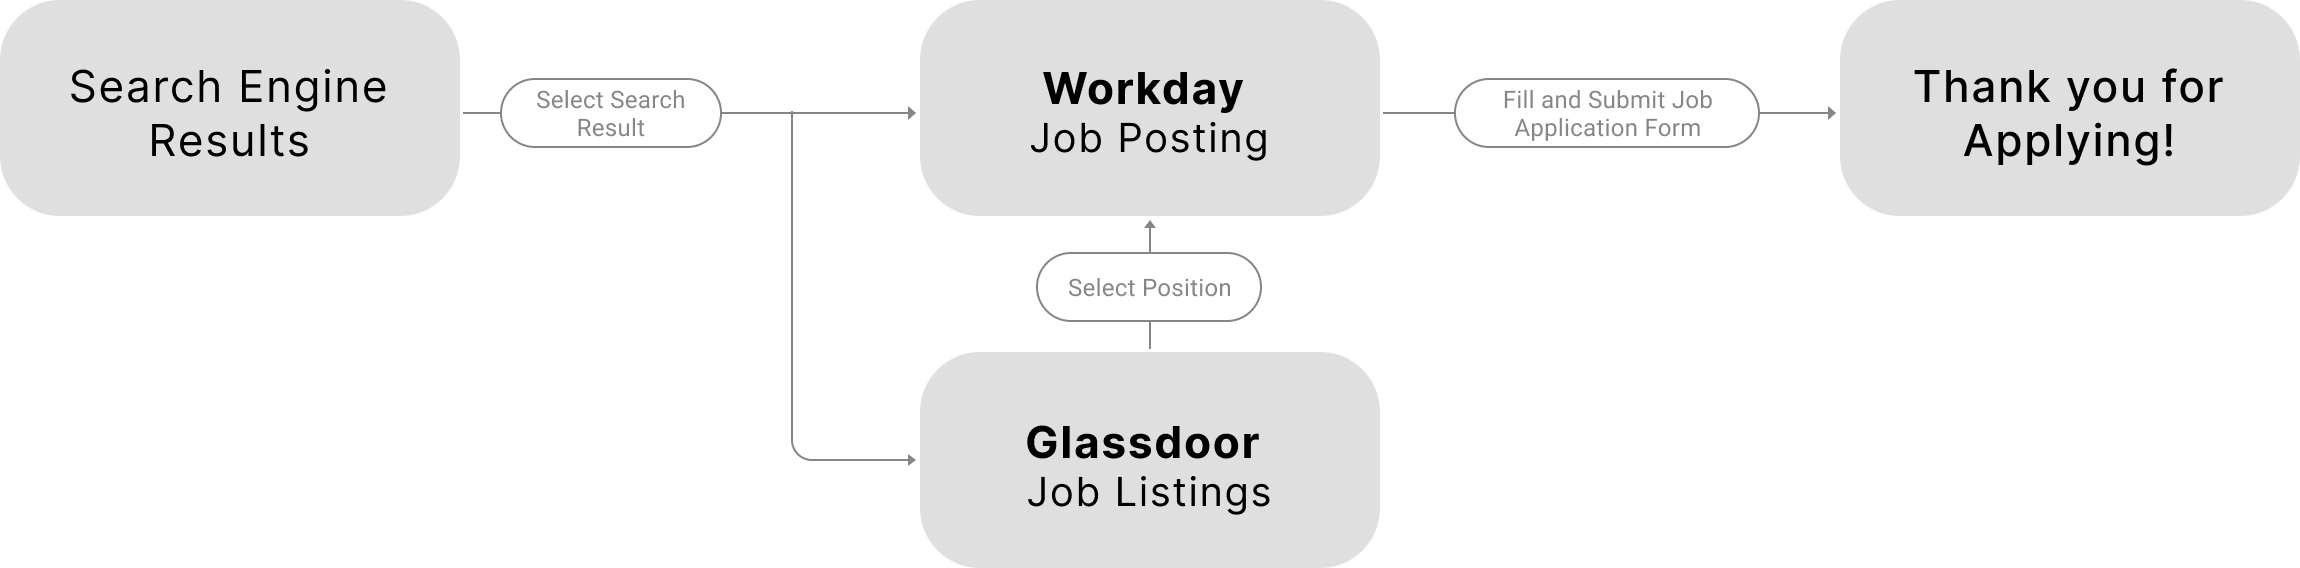 Search Engine
Results
Select Search
Result
Workday
Job Posting
Fill and Submit Job
Application Form
Thank you for
Applying!
Select Position
Glassdoor
Job Listings